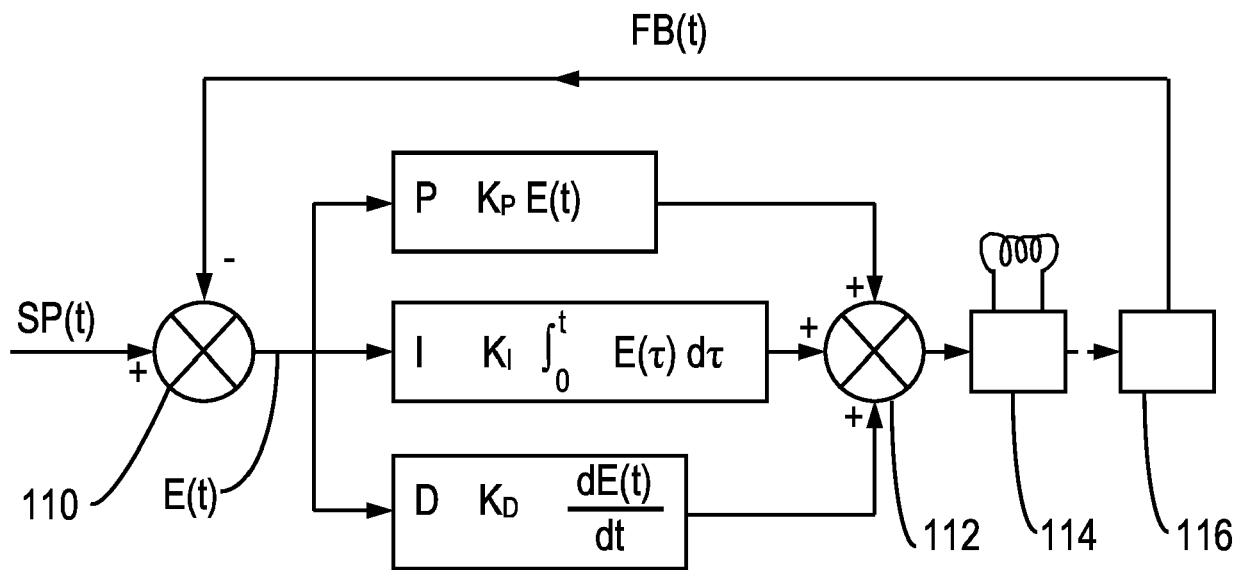 FB(t)
P K_P E(t)
-
+
SP(t)
+
I K_I ∫_0^t E(τ) dτ
+
+
D K_D dE(t)/dt
110
E(t)
112
114
116